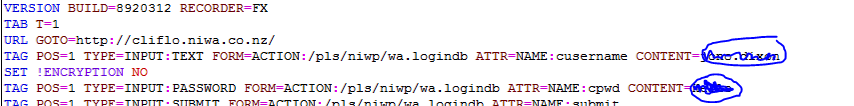 VERSION BUILD=8920312 RECORDER=FX
TAB T=1
URL GOTO=http://cliflo.niwa.co.nz/
TAG POS=1 TYPE=INPUT:TEXT FORM=ACTION:/pls/niwp/wa.logindb ATTR=NAME:cusername CONTENT=
SET !ENCRYPTION NO
TAG POS=1 TYPE=INPUT:PASSWORD FORM=ACTION:/pls/niwp/wa.logindb ATTR=NAME:cpwd CONTENT=
TAG POS=1 TYPE=INPUT:SUBMIT FORM=ACTION:/pls/niwp/wa.logindb ATTR=NAME:submit